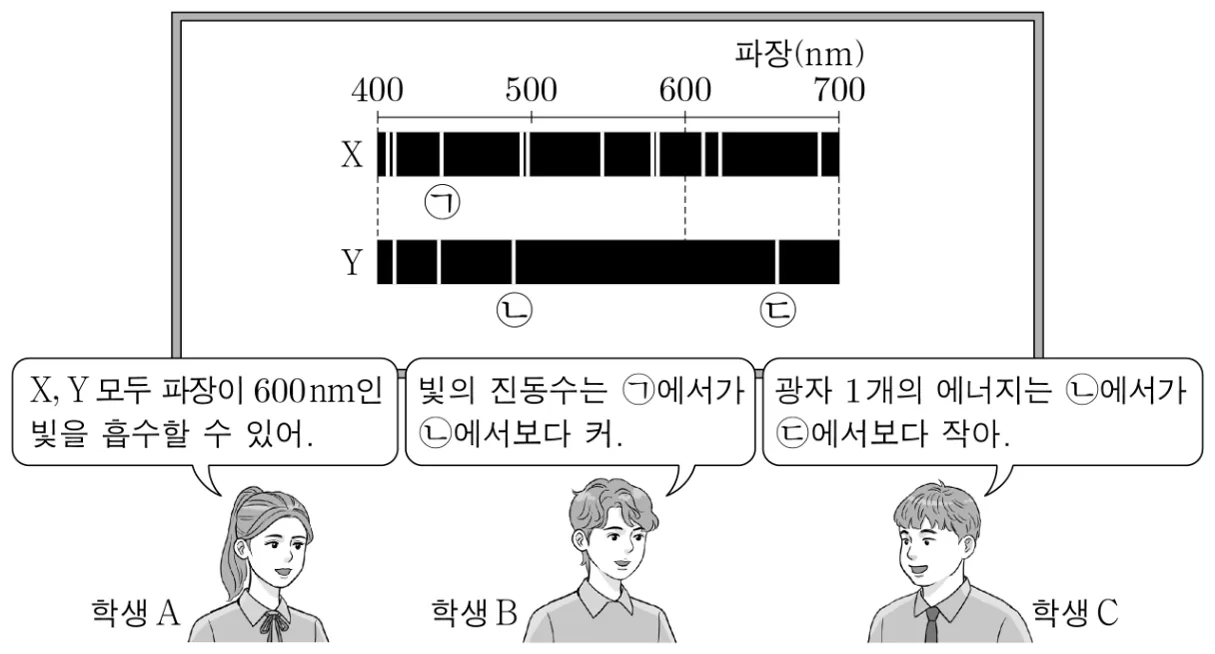 파장(nm)
400 500 600 700
X
㉠
Y
㉡ ㉢
X, Y 모두 파장이 600 nm인
빛을 흡수할 수 있어.
빛의 진동수는 ㉠에서가
㉡에서보다 커.
광자 1개의 에너지는 ㉡에서가
㉢에서보다 작아.
학생 A
학생 B
학생 C